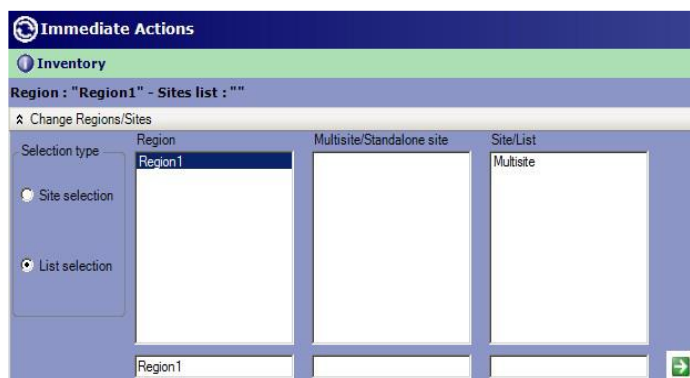 Immediate Actions
Inventory
Region : "Region1" - Sites list : ""
Change Regions/Sites
Selection type
Site selection
List selection
Region
Region1
Region1
Multisite/Standalone site
Site/List
Multisite